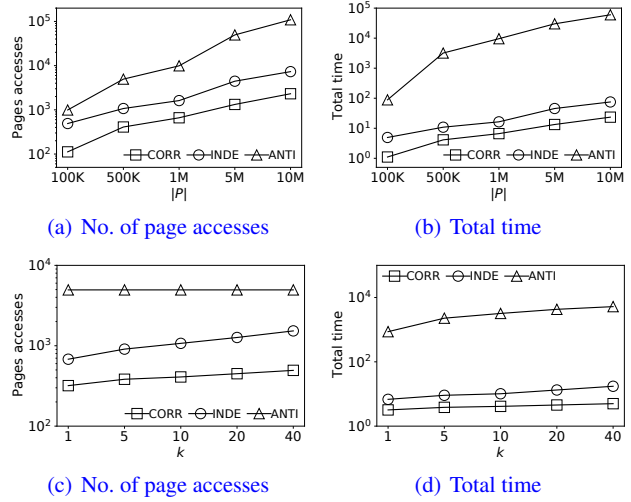 Pages accesses
10^5
10^4
10^3
10^2
CORR INDE ANTI
100K 500K 1M 5M 10M
|P|
(a) No. of page accesses
Total time
10^5
10^4
10^3
10^2
10^1
10^0
CORR INDE ANTI
100K 500K 1M 5M 10M
|P|
(b) Total time
Pages accesses
10^4
10^3
10^2
CORR INDE ANTI
1 5 10 20 40
k
(c) No. of page accesses
Total time
CORR INDE ANTI
10^4
10^2
10^0
1 5 10 20 40
k
(d) Total time